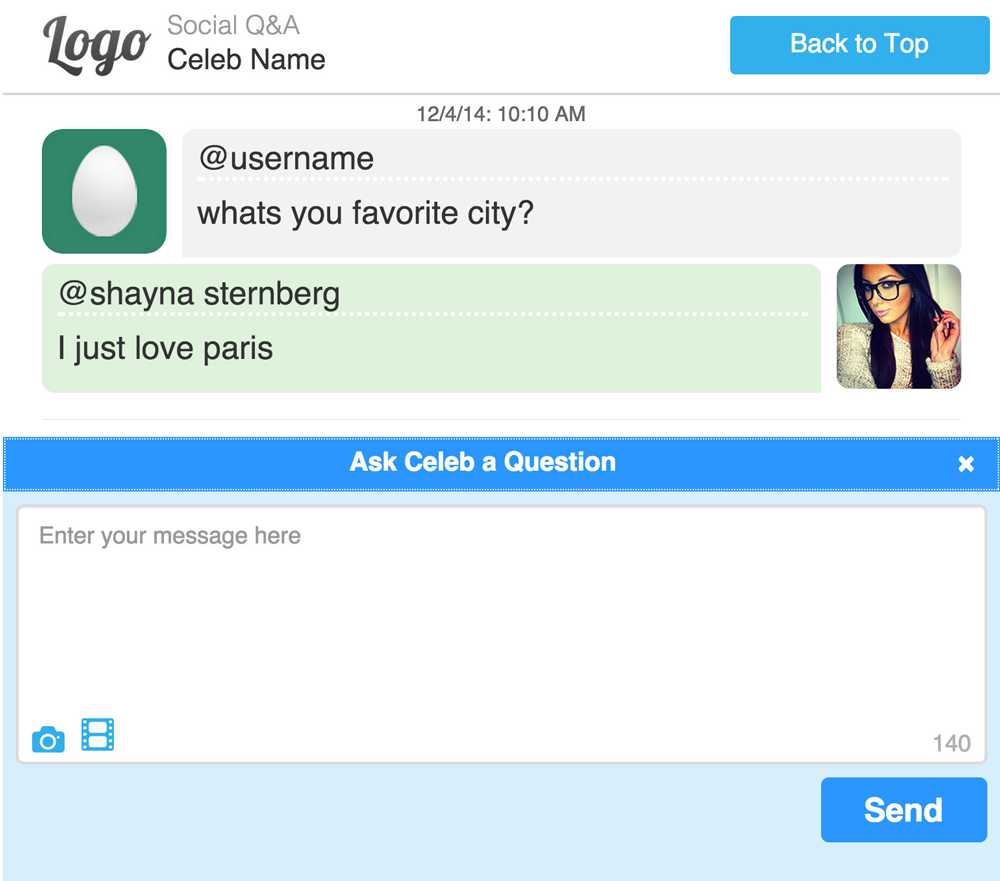 Logo
Social Q&A
Celeb Name
Back to Top
12/4/14: 10:10 AM
@username
whats you favorite city?
@shayna sternberg
I just love paris
Ask Celeb a Question
Enter your message here
140
Send